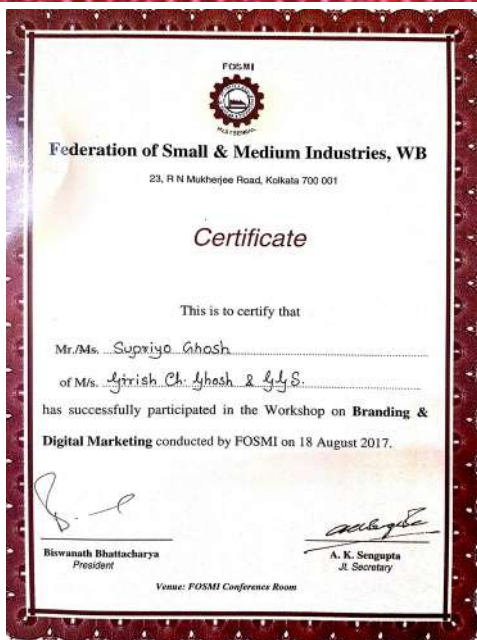 FOSMI
WEST BENGAL
Federation of Small & Medium Industries, WB
23, R N Mukherjee Road, Kolkata 700 001
Certificate
This is to certify that
Mr./Ms. Supriyo Ghosh
of M/s. Girish Ch. Ghosh & G.G.S.
has successfully participated in the Workshop on Branding &
Digital Marketing conducted by FOSMI on 18 August 2017.
Biswanath Bhattacharya
President
A. K. Sengupta
Jt. Secretary
Venue: FOSMI Conference Room